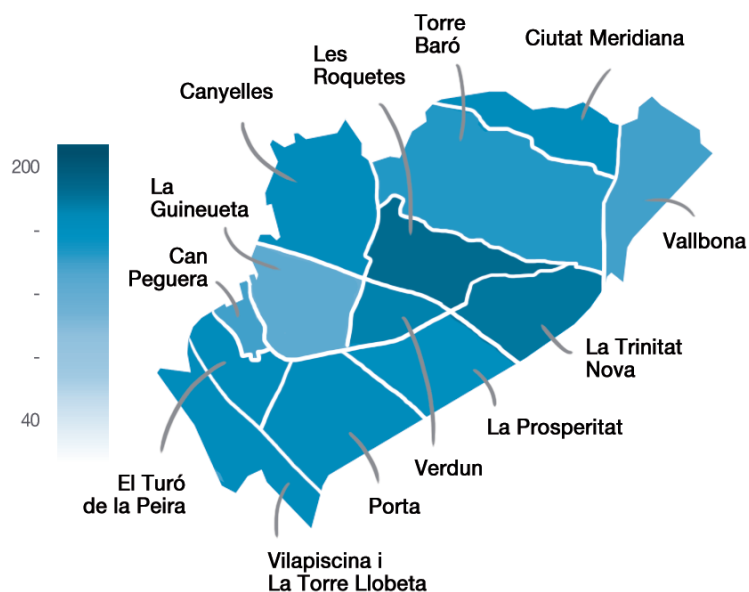 Torre
Baró
Ciutat Meridiana
Les
Roquetes
Canyelles
200
La
Guineueta
-
Vallbona
Can
Peguera
-
La Trinitat
Nova
-
40
La Prosperitat
Verdun
El Turó
de la Peira
Porta
Vilapiscina i
La Torre Llobeta